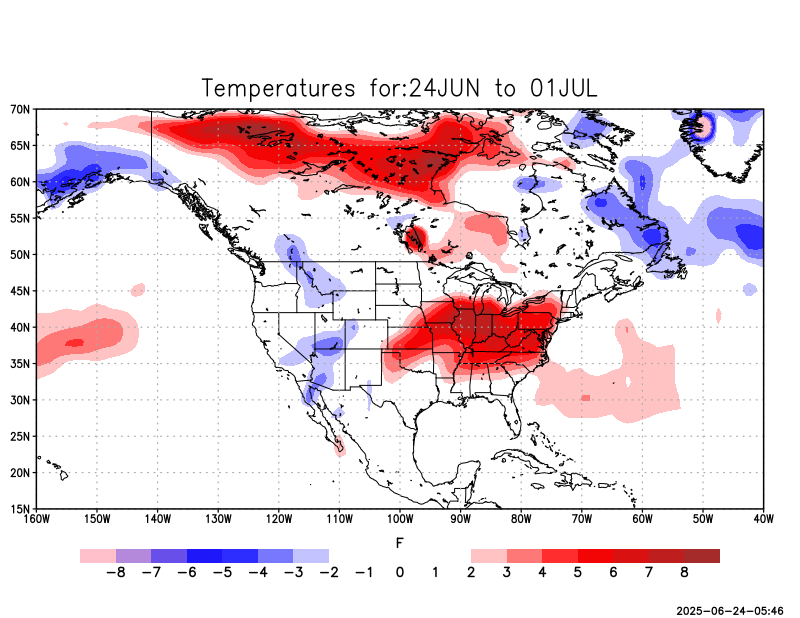 Temperatures for:24JUN to 01JUL
70N
65N
60N
55N
50N
45N
40N
35N
30N
25N
20N
15N
160W 150W 140W 130W 120W 110W 100W 90W 80W 70W 60W 50W 40W
F
−8 −7 −6 −5 −4 −3 −2 −1 0 1 2 3 4 5 6 7 8
2025-06-24-05:46